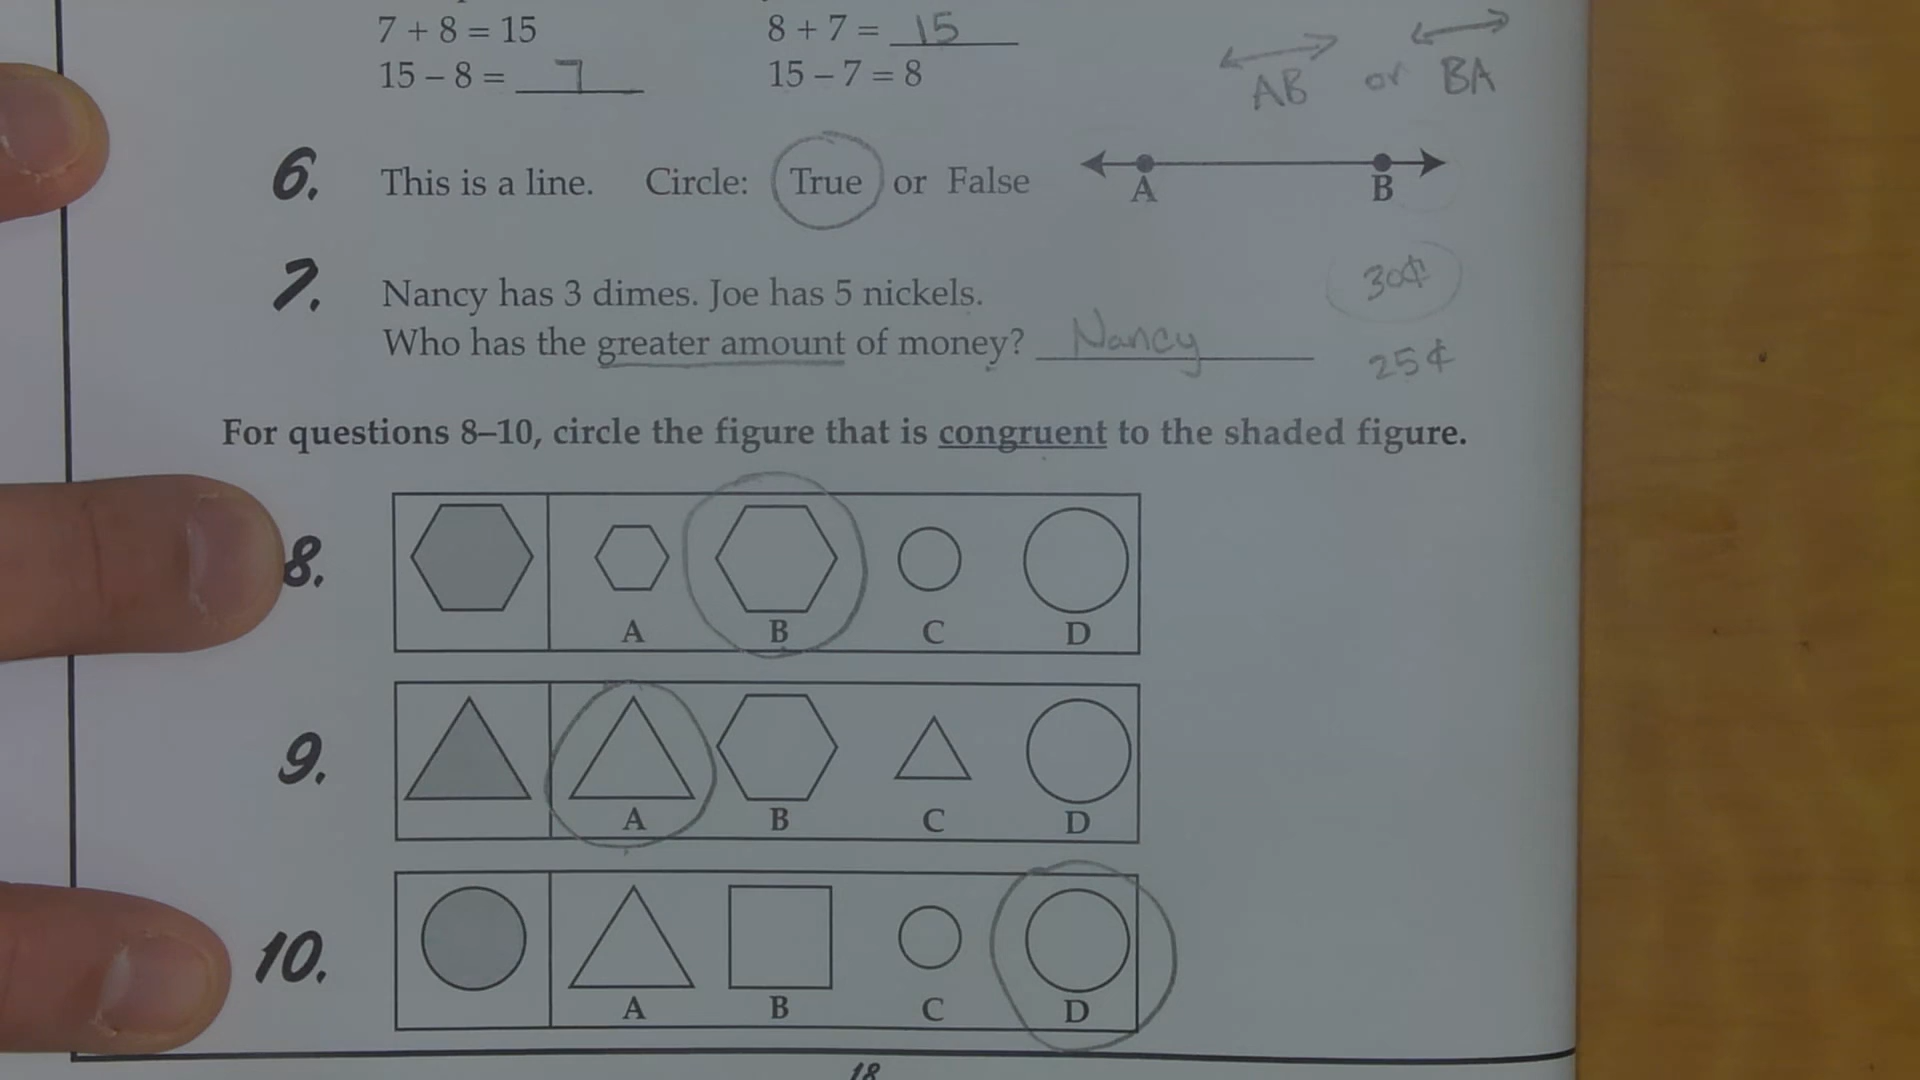 7 + 8 = 15
8 + 7 = 15
15 – 8 = 7
15 – 7 = 8
AB or BA
6. This is a line. Circle: True or False
A B
7. Nancy has 3 dimes. Joe has 5 nickels.
30¢
Who has the greater amount of money? Nancy
25¢
For questions 8–10, circle the figure that is congruent to the shaded figure.
8.
A B C D
9.
A B C D
10.
A B C D
18